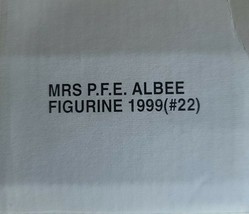 MRS P.F.E. ALBEE
FIGURINE 1999(#22)